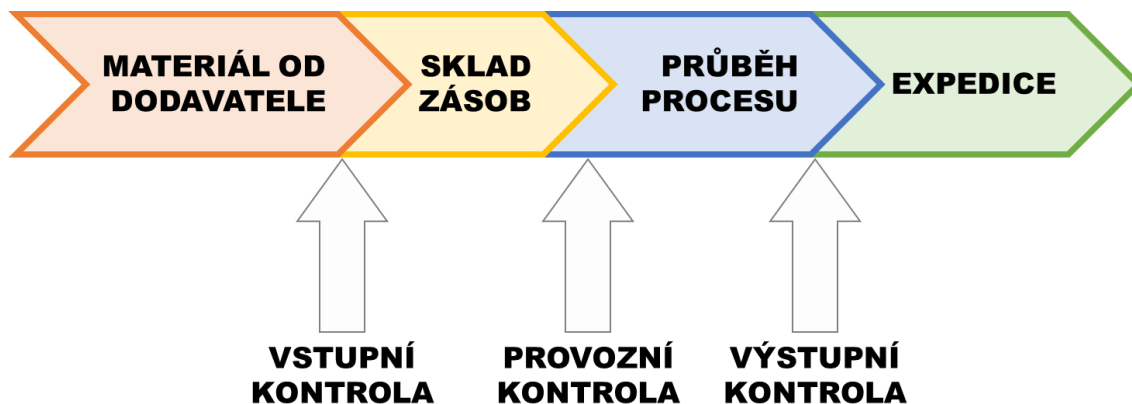 MATERIÁL OD
DODAVATELE
SKLAD
ZÁSOB
PRŮBĚH
PROCESU
EXPEDICE
VSTUPNÍ
KONTROLA
PROVOZNÍ
KONTROLA
VÝSTUPNÍ
KONTROLA